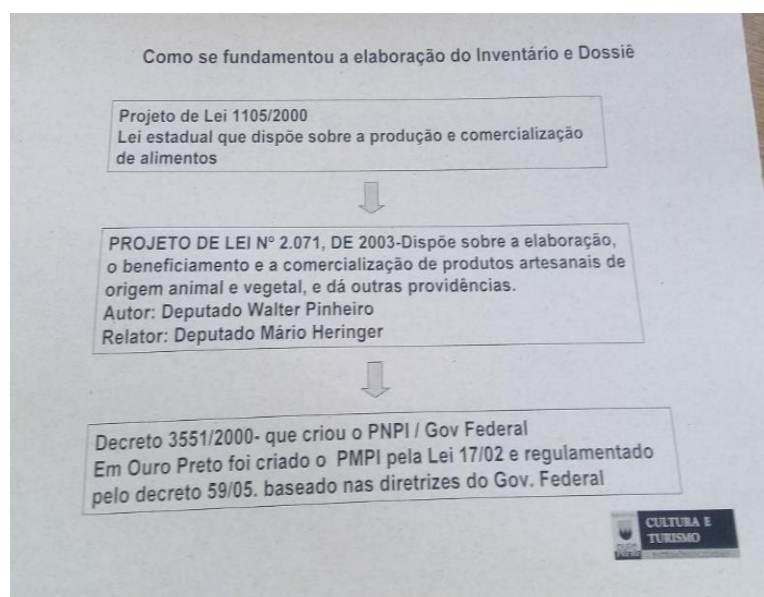 Como se fundamentou a elaboração do Inventário e Dossiê
Projeto de Lei 1105/2000
Lei estadual que dispõe sobre a produção e comercialização
de alimentos
PROJETO DE LEI Nº 2.071, DE 2003-Dispõe sobre a elaboração,
o beneficiamento e a comercialização de produtos artesanais de
origem animal e vegetal, e dá outras providências.
Autor: Deputado Walter Pinheiro
Relator: Deputado Mário Heringer
Decreto 3551/2000- que criou o PNPI / Gov Federal
Em Ouro Preto foi criado o PMPI pela Lei 17/02 e regulamentado
pelo decreto 59/05. baseado nas diretrizes do Gov. Federal
CULTURA E
TURISMO